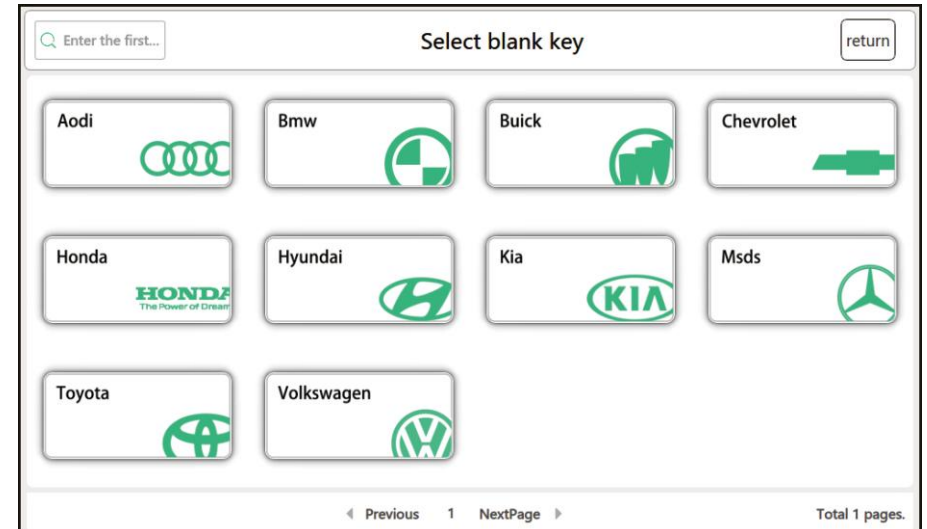 Enter the first...
Select blank key
return
Aodi
Bmw
Buick
Chevrolet
Honda
HONDA
The Power of Dream
Hyundai
Kia
KIA
Msds
Toyota
Volkswagen
Previous 1 NextPage
Total 1 pages.